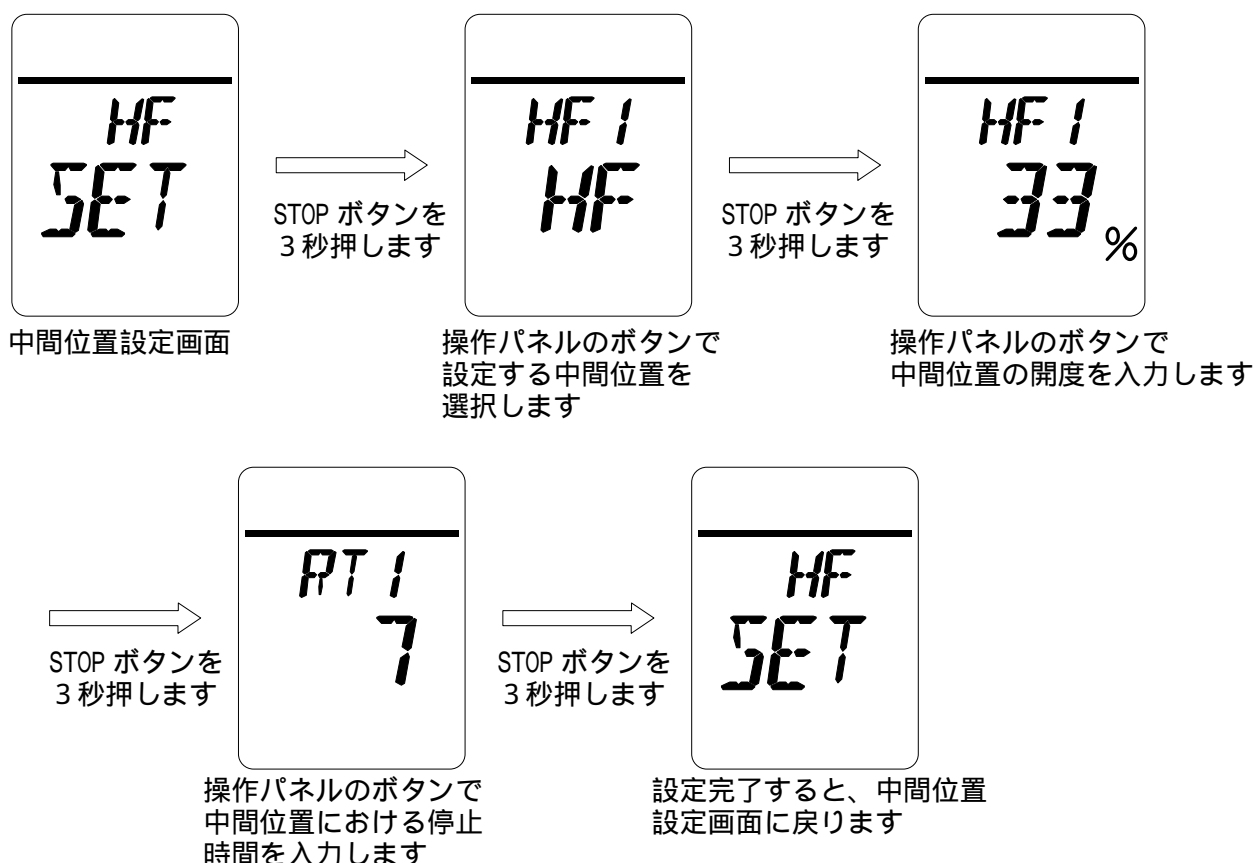 HF
SET
STOP ボタンを
３秒押します
HF1
HF
STOP ボタンを
３秒押します
HF1
33%
中間位置設定画面
操作パネルのボタンで
設定する中間位置を
選択します
操作パネルのボタンで
中間位置の開度を入力します
STOP ボタンを
３秒押します
RT1
7
STOP ボタンを
３秒押します
HF
SET
操作パネルのボタンで
中間位置における停止
時間を入力します
設定完了すると、中間位置
設定画面に戻ります